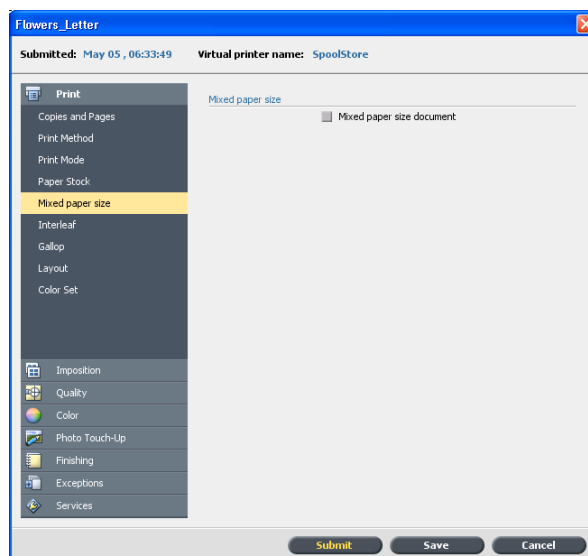 Flowers_Letter
Submitted: May 05 , 06:33:49 Virtual printer name: SpoolStore
Print
Copies and Pages
Print Method
Print Mode
Paper Stock
Mixed paper size
Interleaf
Gallop
Layout
Color Set
Imposition
Quality
Color
Photo Touch-Up
Finishing
Exceptions
Services
Mixed paper size
Mixed paper size document
Submit Save Cancel